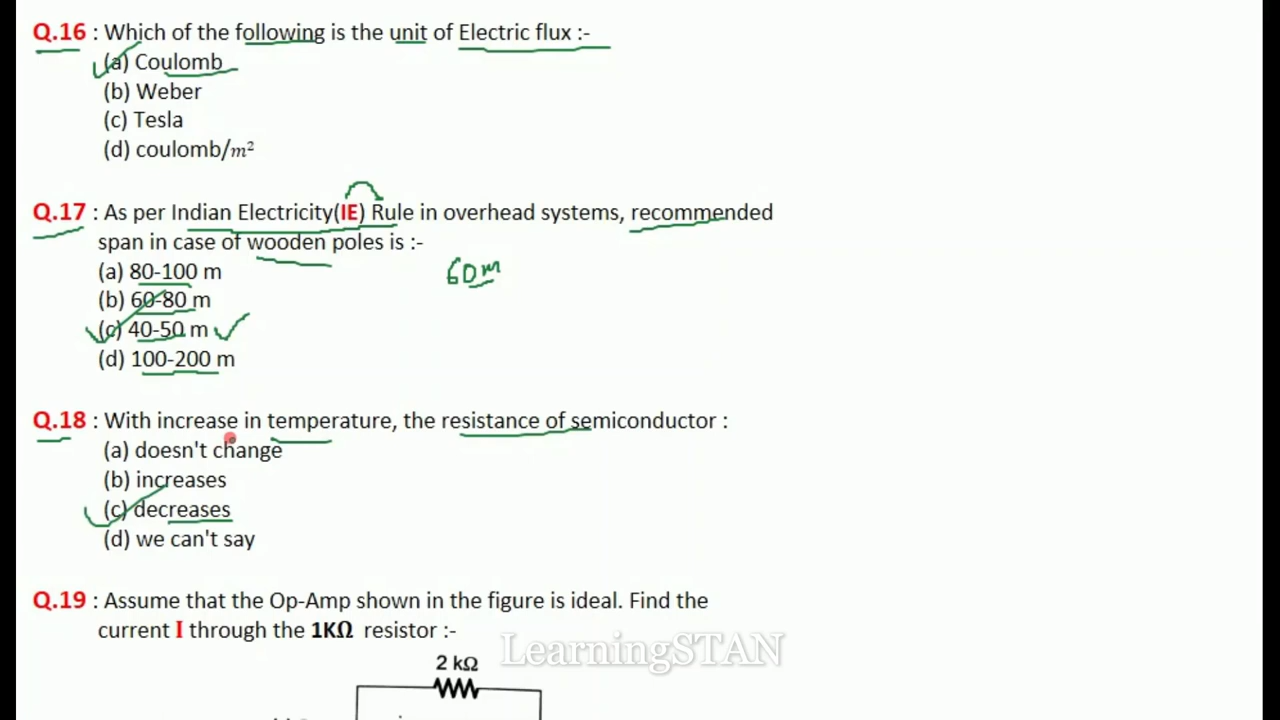 Q.16 : Which of the following is the unit of Electric flux :-
(a) Coulomb
(b) Weber
(c) Tesla
(d) coulomb/m²
Q.17 : As per Indian Electricity(IE) Rule in overhead systems, recommended
span in case of wooden poles is :-
(a) 80-100 m
60 m
(b) 60-80 m
(c) 40-50 m
(d) 100-200 m
Q.18 : With increase in temperature, the resistance of semiconductor :
(a) doesn't change
(b) increases
(c) decreases
(d) we can't say
Q.19 : Assume that the Op-Amp shown in the figure is ideal. Find the
current I through the 1KΩ resistor :-
LearningSTAN
2 kΩ